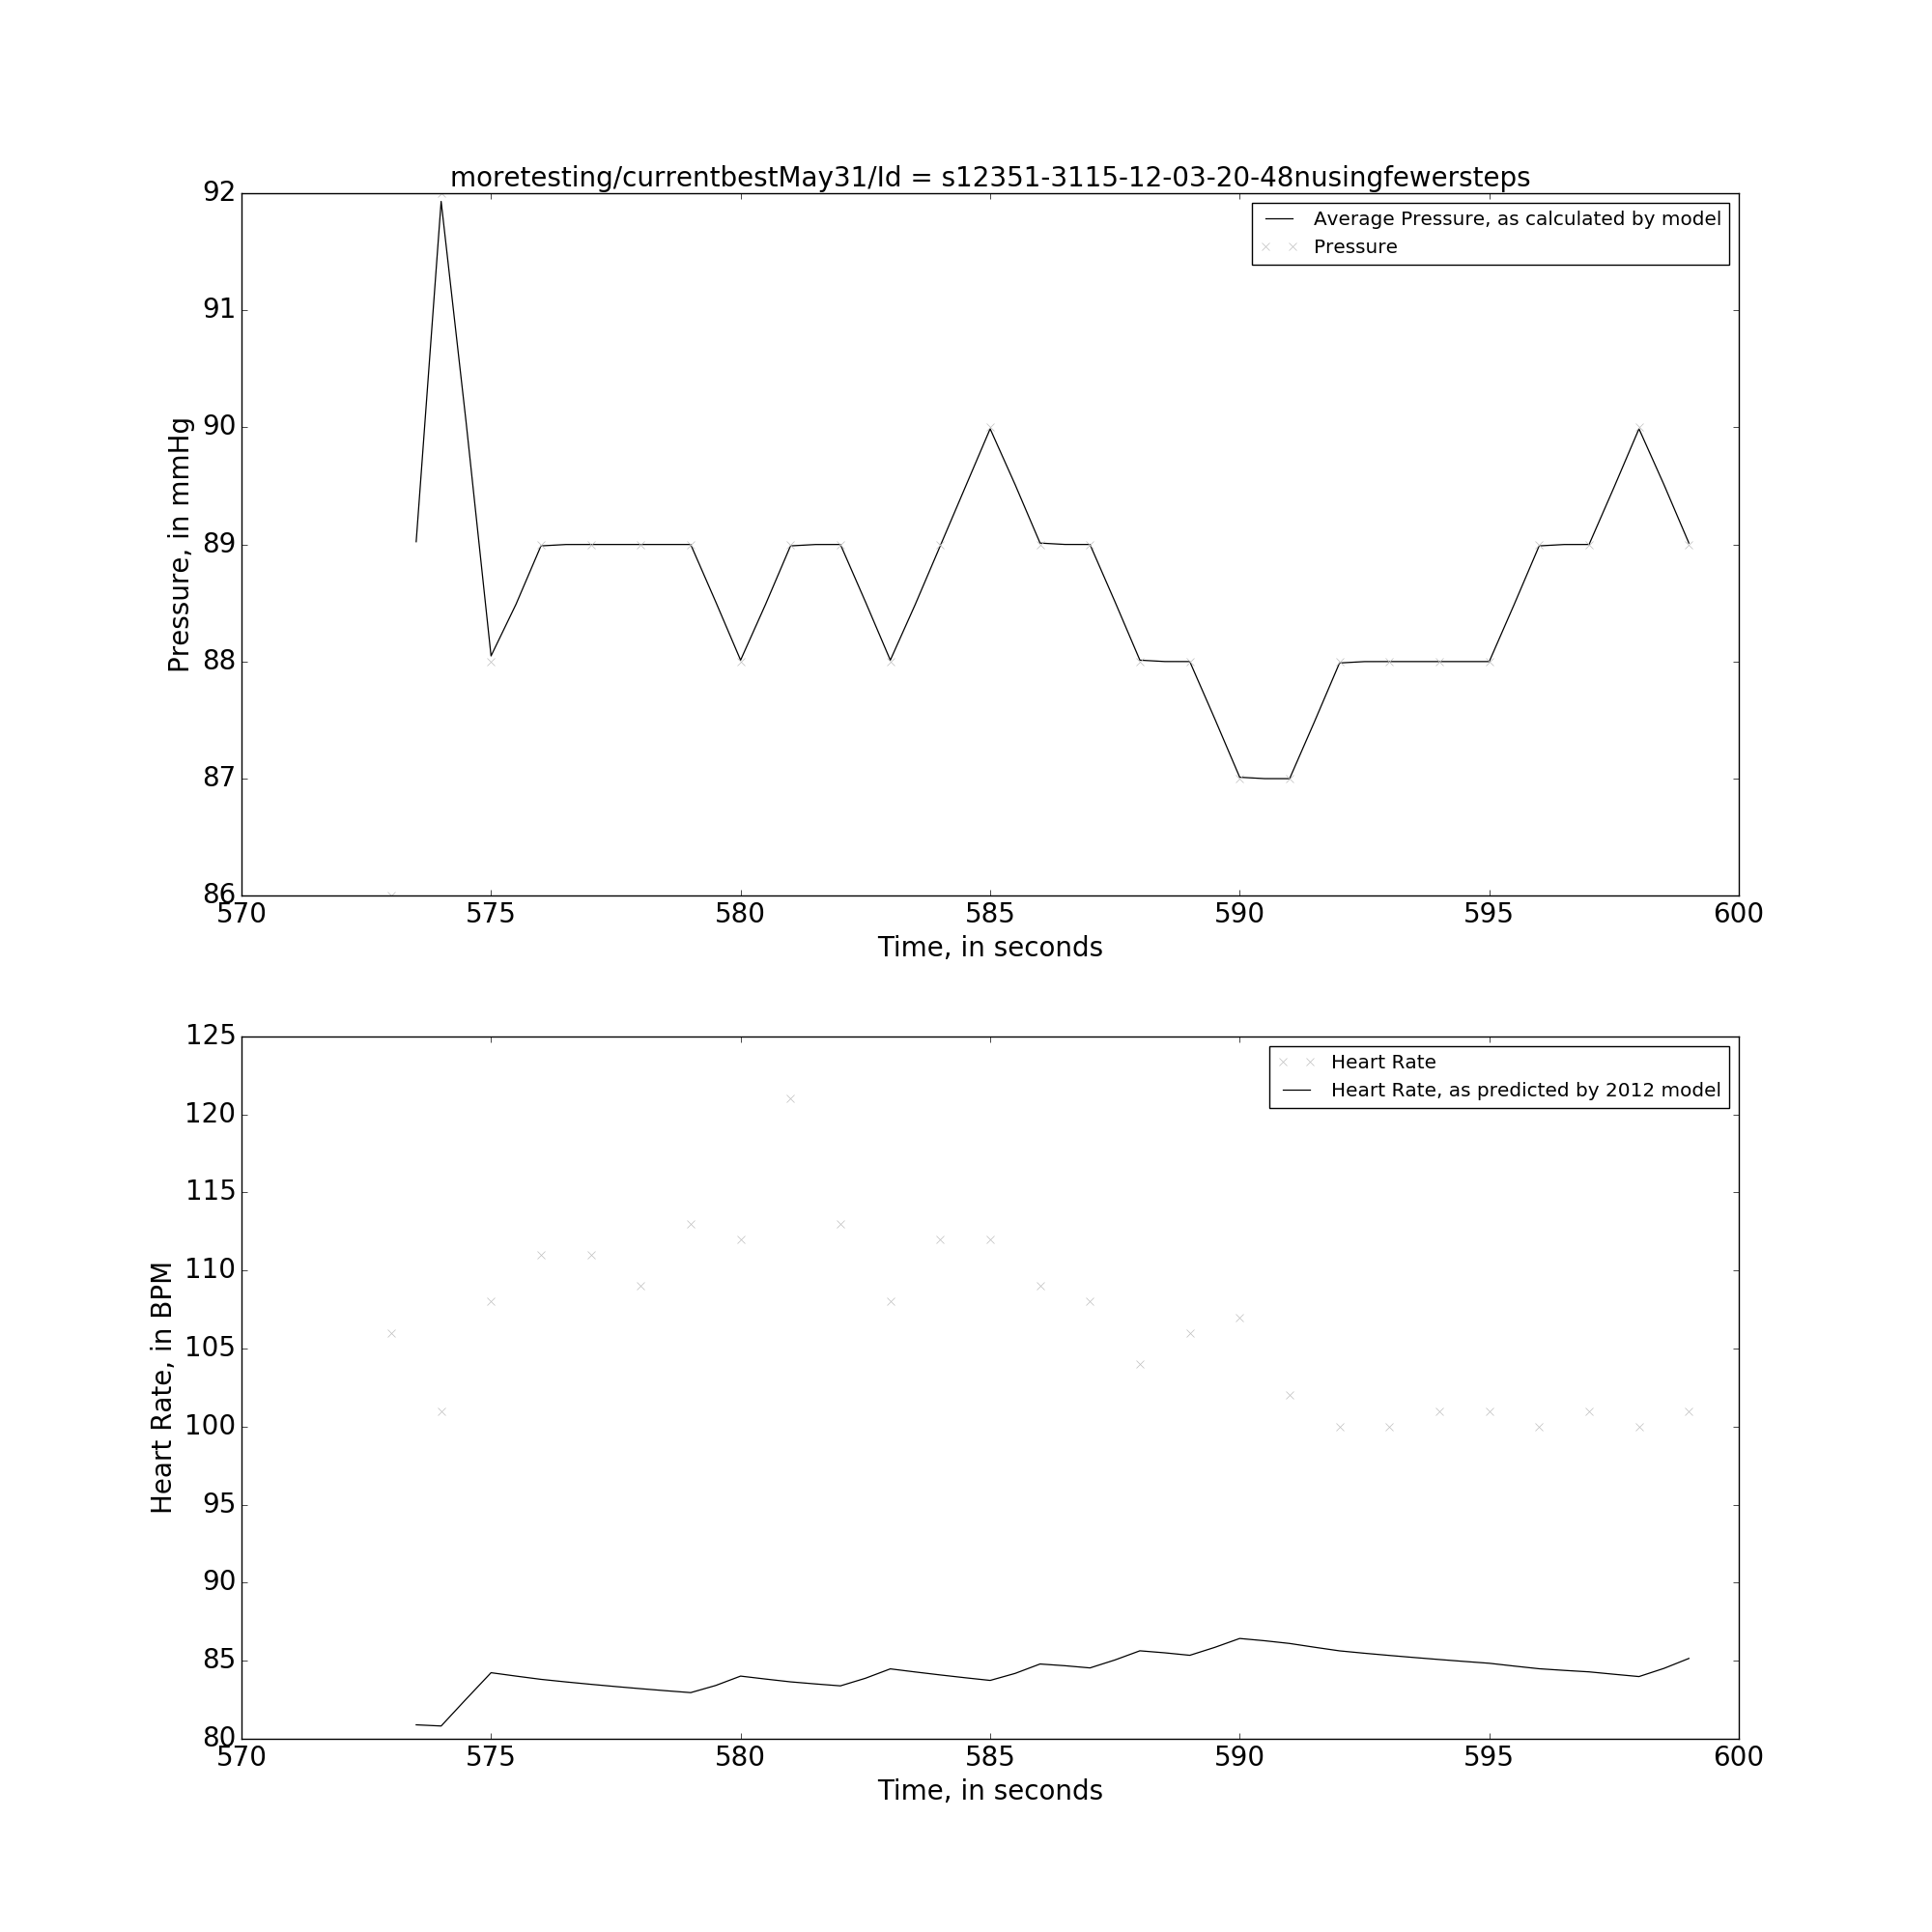 moretesting/currentbestMay31/Id = s12351-3115-12-03-20-48nusingfewersteps
92
91
90
89
88
87
86
Pressure, in mmHg
Average Pressure, as calculated by model
Pressure
570 575 580 585 590 595 600
Time, in seconds
125
120
115
110
105
100
95
90
85
80
Heart Rate, in BPM
Heart Rate
Heart Rate, as predicted by 2012 model
570 575 580 585 590 595 600
Time, in seconds